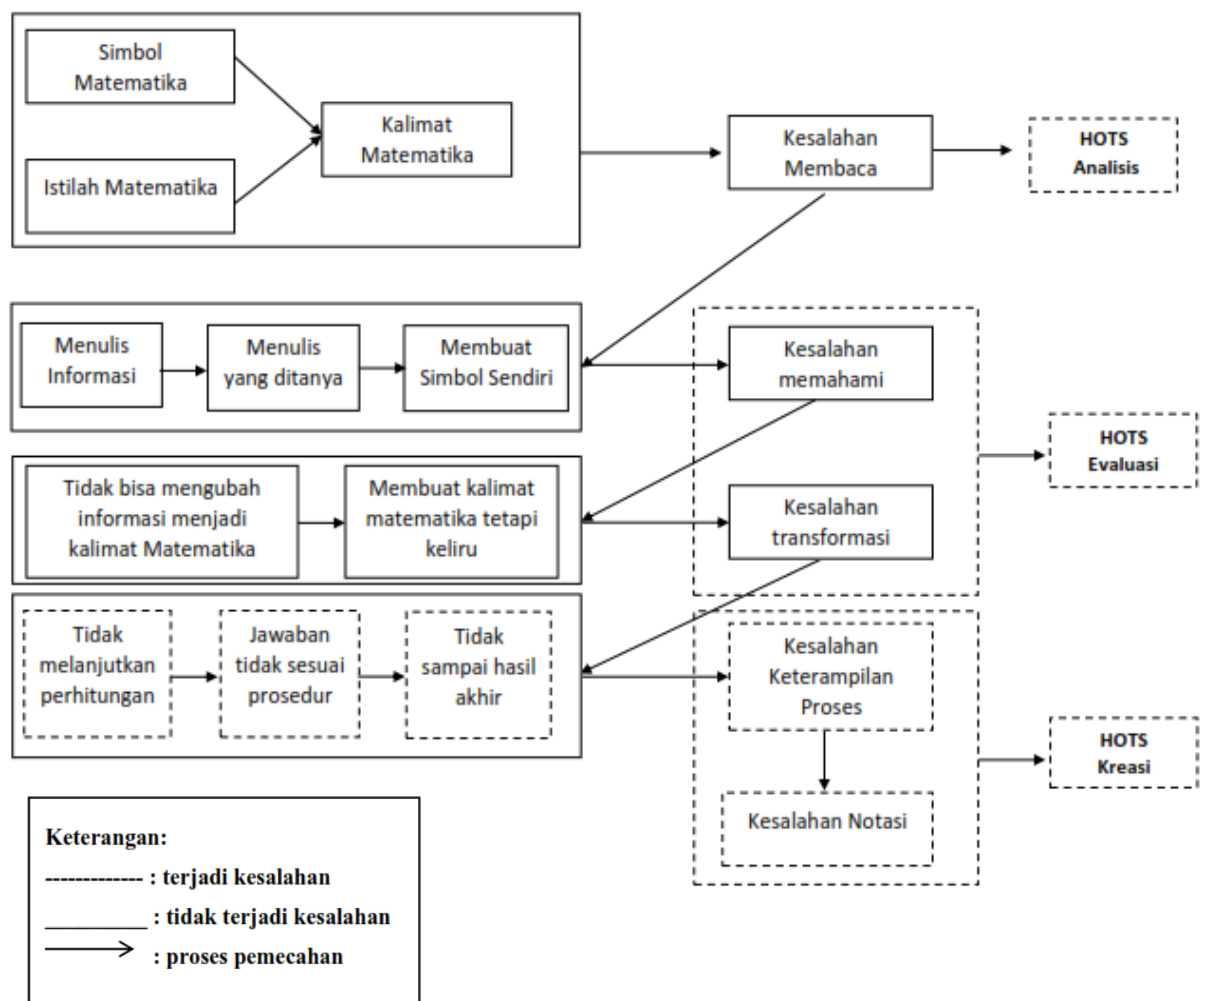 Simbol
Matematika
Istilah Matematika
Kalimat
Matematika
Kesalahan
Membaca
HOTS
Analisis
Menulis
Informasi
Menulis
yang ditanya
Membuat
Simbol Sendiri
Kesalahan
memahami
HOTS
Evaluasi
Tidak bisa mengubah
informasi menjadi
kalimat Matematika
Membuat kalimat
matematika tetapi
keliru
Kesalahan
transformasi
Tidak
melanjutkan
perhitungan
Jawaban
tidak sesuai
prosedur
Tidak
sampai hasil
akhir
Kesalahan
Keterampilan
Proses
Kesalahan Notasi
HOTS
Kreasi
Keterangan:
------------- : terjadi kesalahan
_________ : tidak terjadi kesalahan
: proses pemecahan